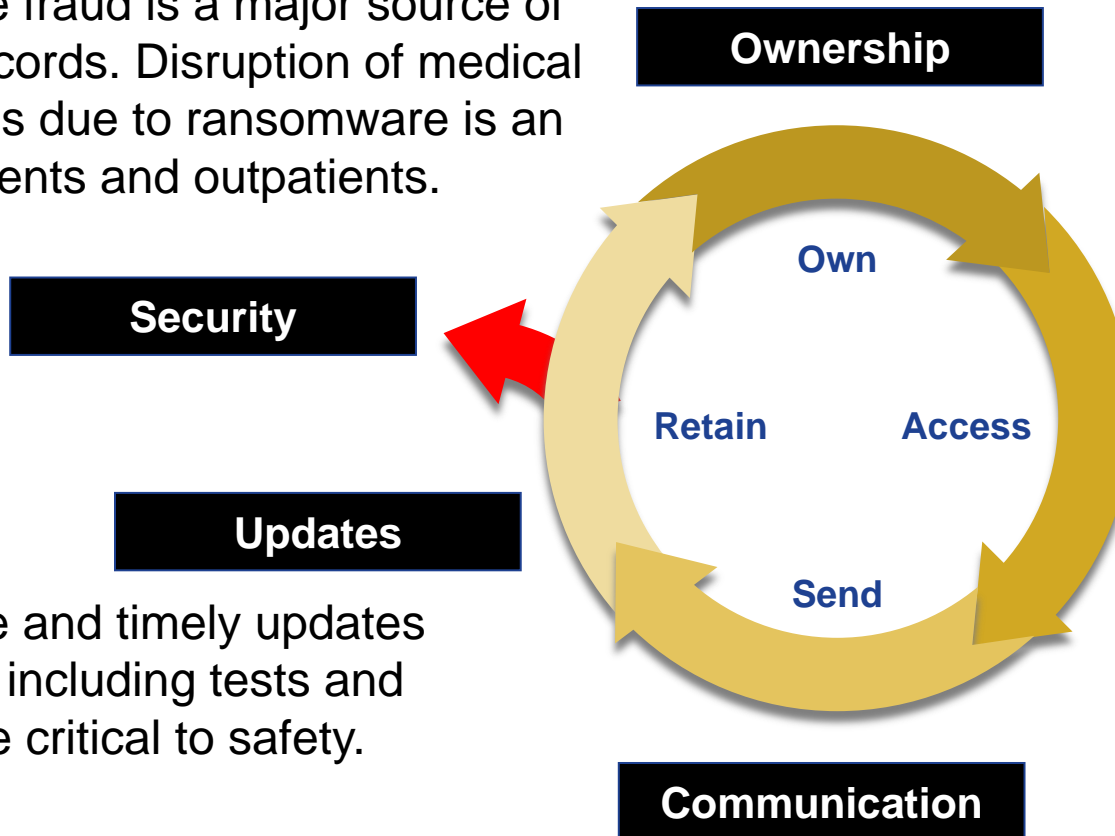 e fraud is a major source of
cords. Disruption of medical
s due to ransomware is an
ents and outpatients.
Ownership
Own
Security
Retain
Access
Updates
Send
e and timely updates
including tests and
e critical to safety.
Communication